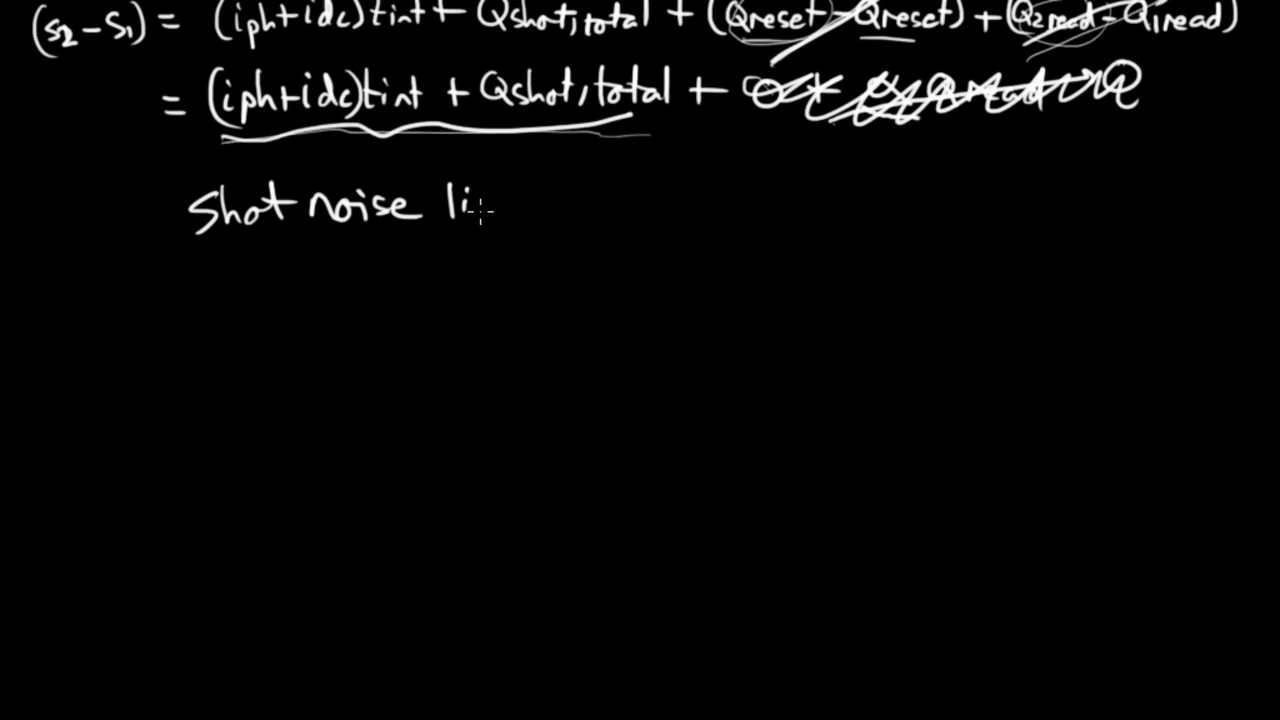 (S2-S1) = (iph+idc)tint + Qshot,total + (Qreset - Qreset) + (Q2read - Q1read)
= (iph+idc)tint + Qshot,total +
Shot noise li